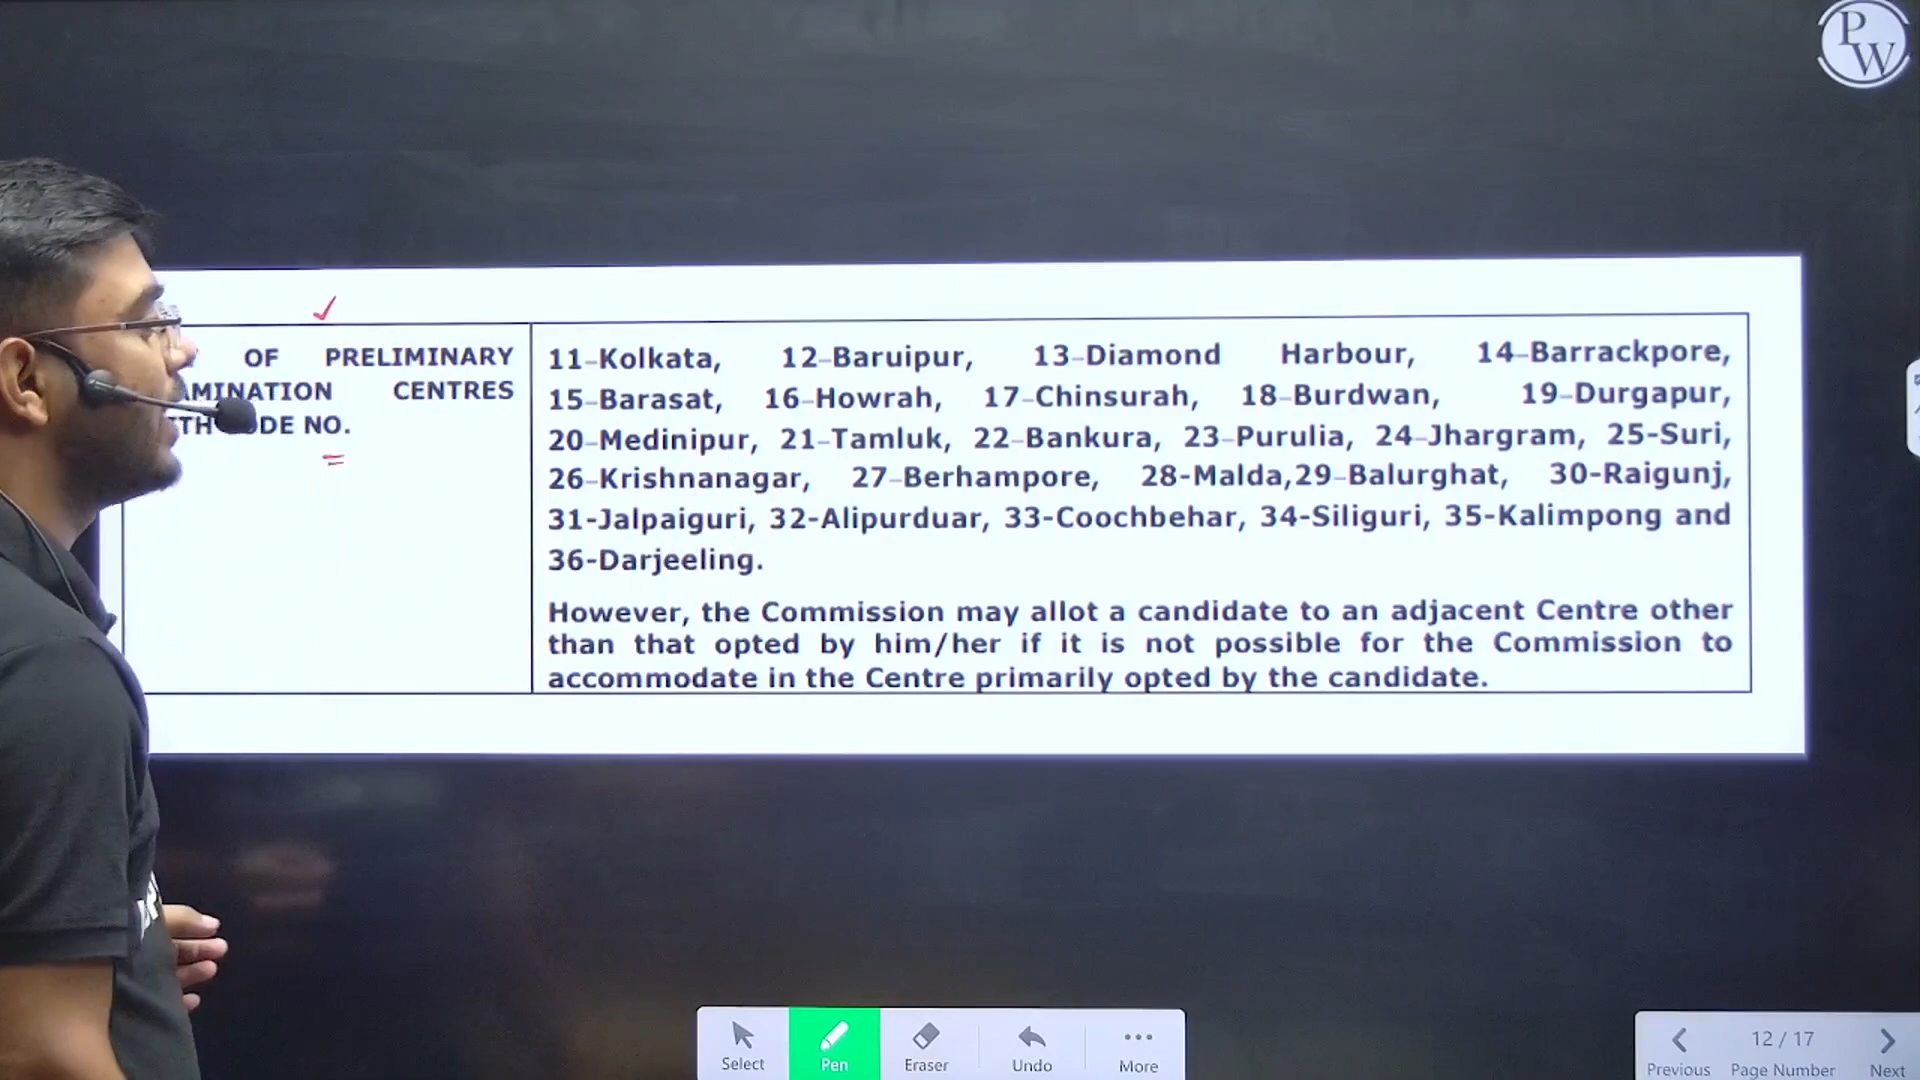 PW
OF PRELIMINARY
AMINATION CENTRES
TH CODE NO.
11-Kolkata, 12-Baruipur, 13-Diamond Harbour, 14-Barrackpore,
15-Barasat, 16-Howrah, 17-Chinsurah, 18-Burdwan, 19-Durgapur,
20-Medinipur, 21-Tamluk, 22-Bankura, 23-Purulia, 24-Jhargram, 25-Suri,
26-Krishnanagar, 27-Berhampore, 28-Malda,29-Balurghat, 30-Raigunj,
31-Jalpaiguri, 32-Alipurduar, 33-Coochbehar, 34-Siliguri, 35-Kalimpong and
36-Darjeeling.
However, the Commission may allot a candidate to an adjacent Centre other
than that opted by him/her if it is not possible for the Commission to
accommodate in the Centre primarily opted by the candidate.
Select Pen Eraser Undo More
12 / 17
Previous Page Number Next